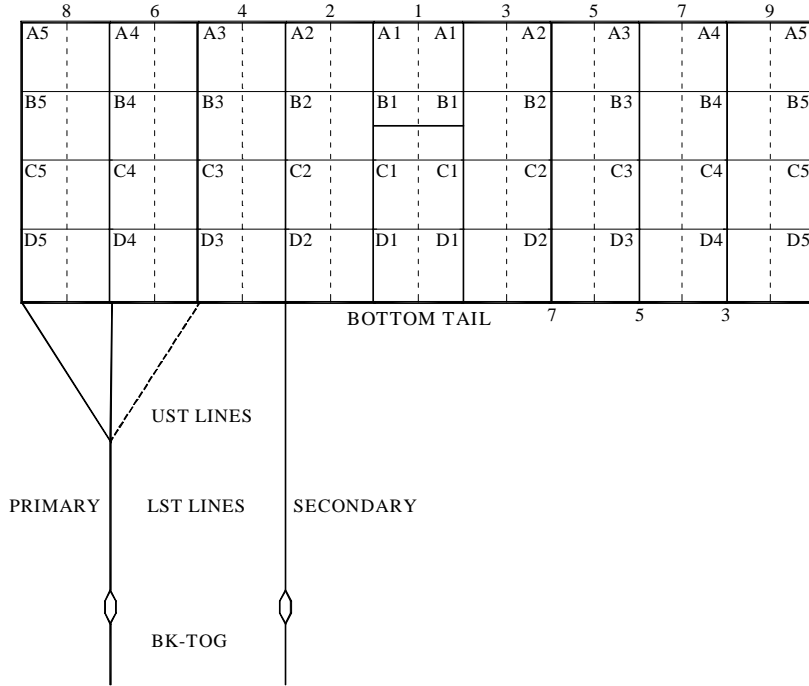 8 6 4 2 1 3 5 7 9
A5 A4 A3 A2 A1 A1 A2 A3 A4 A5
B5 B4 B3 B2 B1 B1 B2 B3 B4 B5
C5 C4 C3 C2 C1 C1 C2 C3 C4 C5
D5 D4 D3 D2 D1 D1 D2 D3 D4 D5
BOTTOM TAIL 7 5 3
UST LINES
PRIMARY LST LINES SECONDARY
BK-TOG